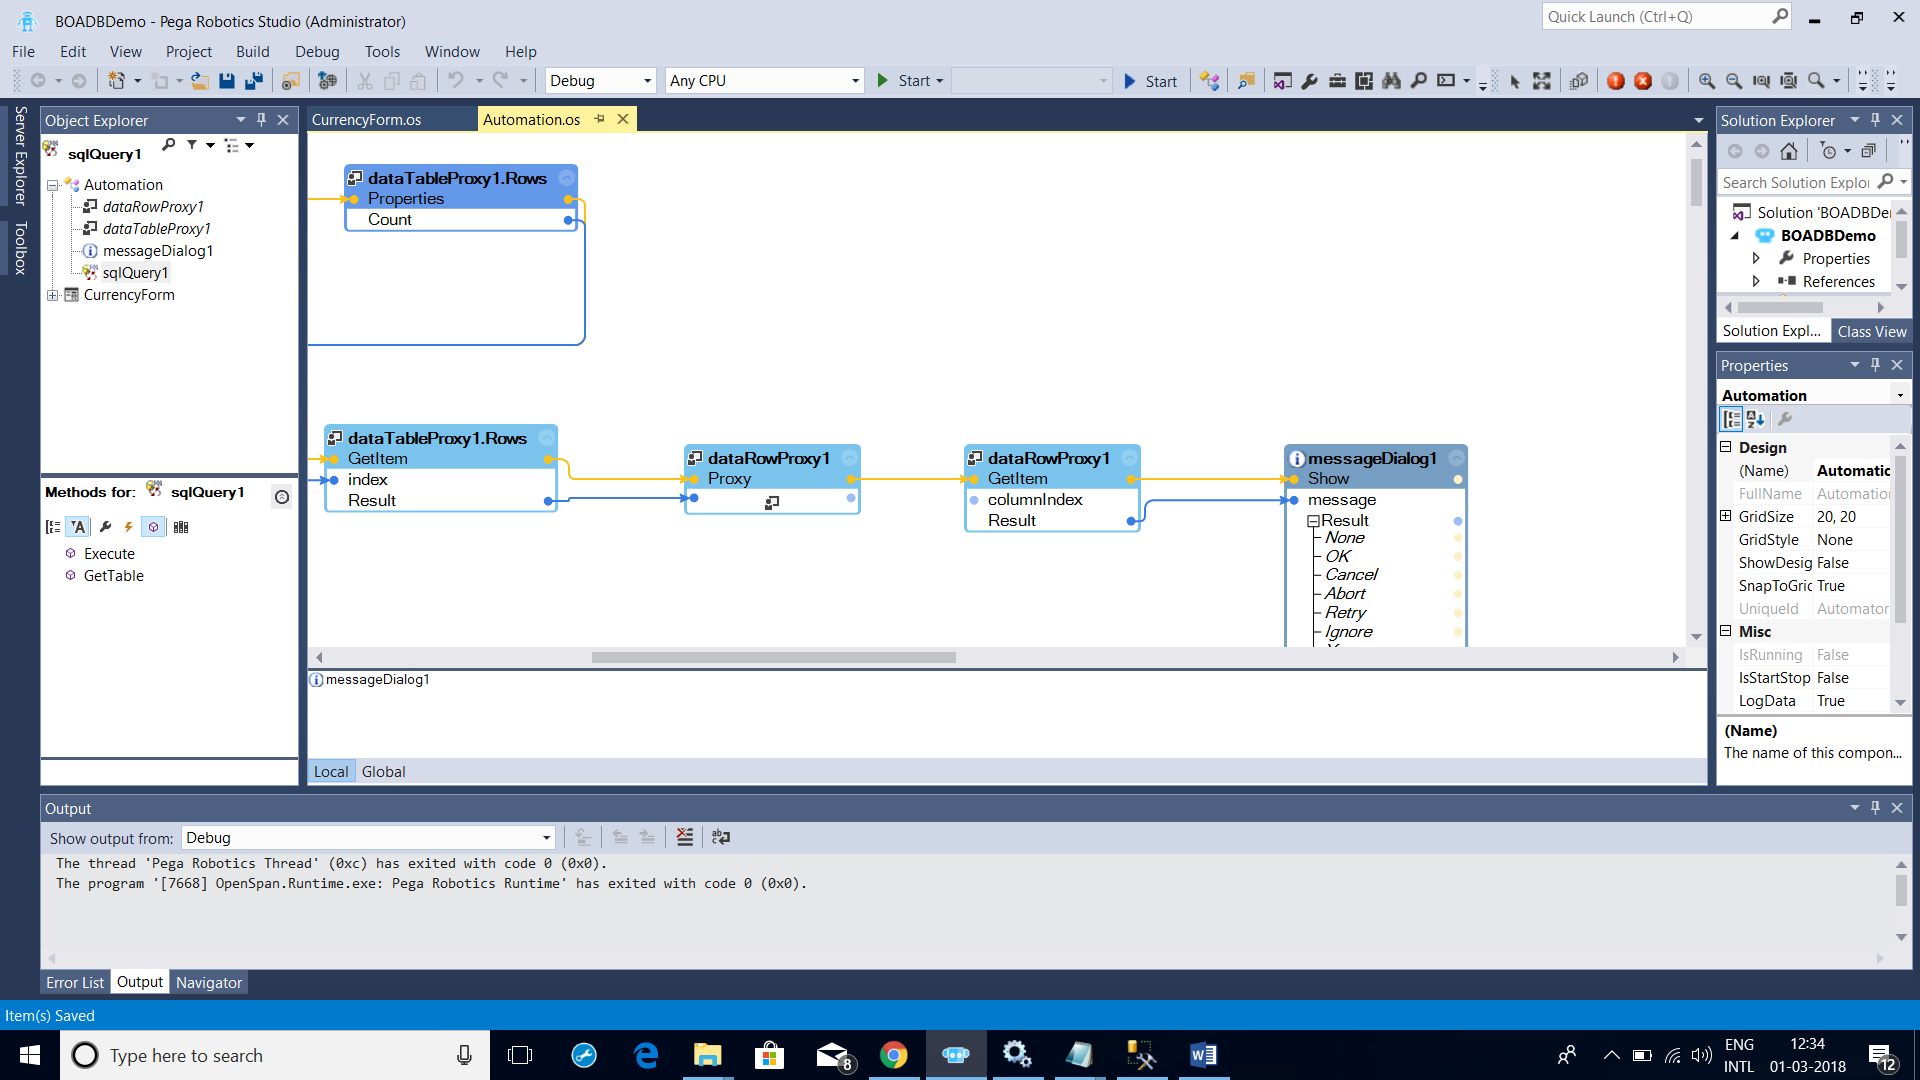 BOADBDemo - Pega Robotics Studio (Administrator)
Quick Launch (Ctrl+Q)
File Edit View Project Build Debug Tools Window Help
Debug Any CPU Start Start
Server Explorer
Toolbox
Object Explorer
sqlQuery1
Automation
dataRowProxy1
dataTableProxy1
messageDialog1
sqlQuery1
CurrencyForm
Methods for: sqlQuery1
Execute
GetTable
CurrencyForm.os Automation.os
dataTableProxy1.Rows
Properties
Count
dataTableProxy1.Rows
GetItem
index
Result
dataRowProxy1
Proxy
dataRowProxy1
GetItem
columnIndex
Result
messageDialog1
Show
message
Result
None
OK
Cancel
Abort
Retry
Ignore
messageDialog1
Local Global
Solution Explorer
Search Solution Explor
Solution 'BOADBDe
BOADBDemo
Properties
References
Solution Expl... Class View
Properties
Automation
Design
(Name) Automatic
FullName Automation
GridSize 20, 20
GridStyle None
ShowDesig False
SnapToGric True
UniqueId Automator
Misc
IsRunning False
IsStartStop False
LogData True
(Name)
The name of this compon...
Output
Show output from: Debug
The thread 'Pega Robotics Thread' (0xc) has exited with code 0 (0x0).
The program '[7668] OpenSpan.Runtime.exe: Pega Robotics Runtime' has exited with code 0 (0x0).
Error List Output Navigator
Item(s) Saved
Type here to search
8
ENG
INTL
12:34
01-03-2018
12